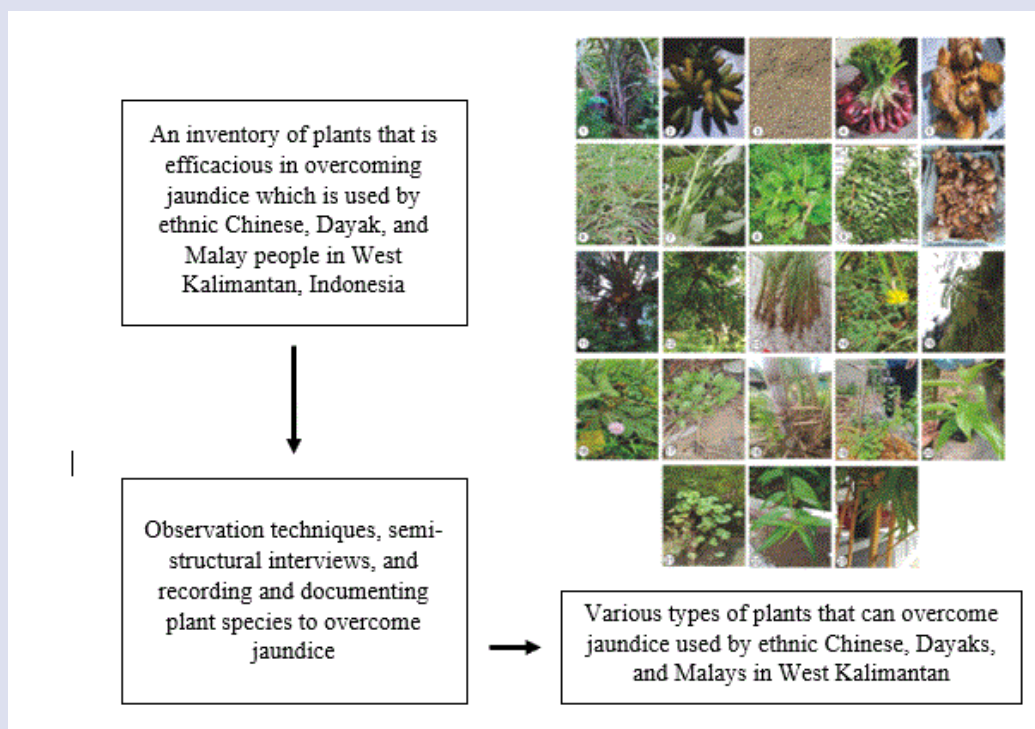 An inventory of plants that is
efficacious in overcoming
jaundice which is used by
ethnic Chinese, Dayak, and
Malay people in West
Kalimantan, Indonesia
Observation techniques, semi-
structural interviews, and
recording and documenting
plant species to overcome
jaundice
Various types of plants that can overcome
jaundice used by ethnic Chinese, Dayaks,
and Malays in West Kalimantan